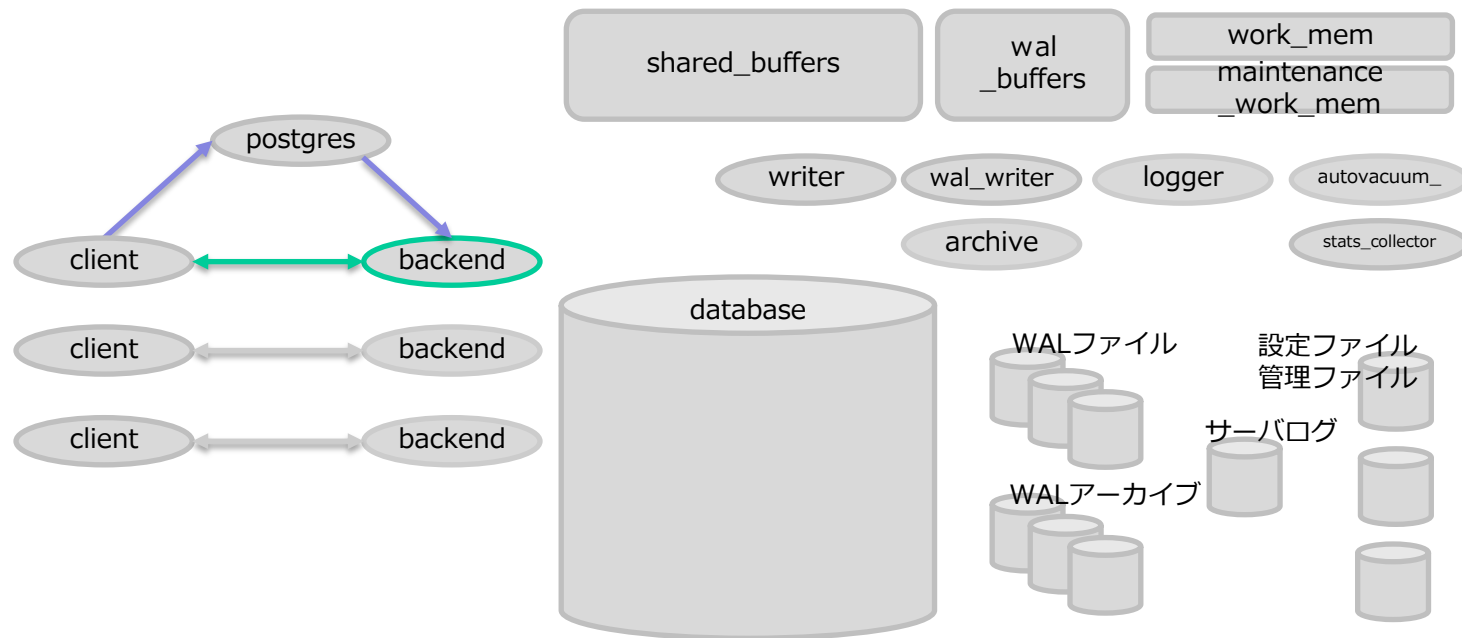 shared_buffers
wal
_buffers
work_mem
maintenance
_work_mem
postgres
writer
wal_writer
logger
autovacuum_
archive
stats_collector
client
backend
client
backend
client
backend
database
WALファイル
設定ファイル
管理ファイル
サーバログ
WALアーカイブ